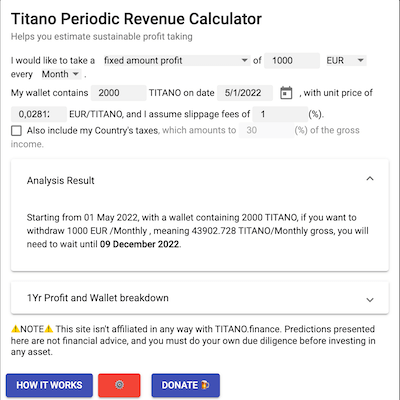 Titano Periodic Revenue Calculator
Helps you estimate sustainable profit taking
I would like to take a fixed amount profit of 1000 EUR
every Month .
My wallet contains 2000 TITANO on date 5/1/2022 , with unit price of
0,02812 EUR/TITANO, and I assume slippage fees of 1 (%).
Also include my Country's taxes. which amounts to 30 (%) of the gross
income.
Analysis Result
Starting from 01 May 2022, with a wallet containing 2000 TITANO, if you want to
withdraw 1000 EUR /Monthly , meaning 43902.728 TITANO/Monthly gross, you will
need to wait until 09 December 2022.
1Yr Profit and Wallet breakdown
⚠️NOTE⚠️ This site isn't affiliated in any way with TITANO.finance. Predictions presented
here are not financial advice, and you must do your own due diligence before investing in
any asset.
HOW IT WORKS
DONATE 🍺